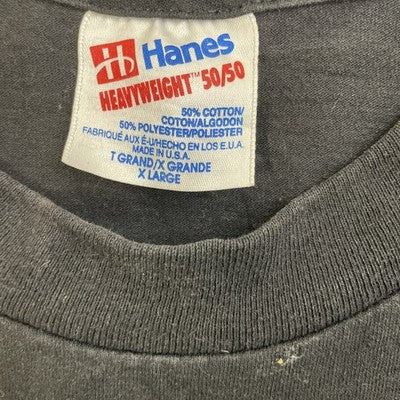 H Hanes
HEAVYWEIGHT™ 50/50
50% COTTON/
COTON/ALGODON
50% POLYESTER/POLIESTER
FABRIQUÉ AUX É-U/HECHO EN LOS E.U.A.
MADE IN U.S.A.
T GRAND/X GRANDE
X LARGE